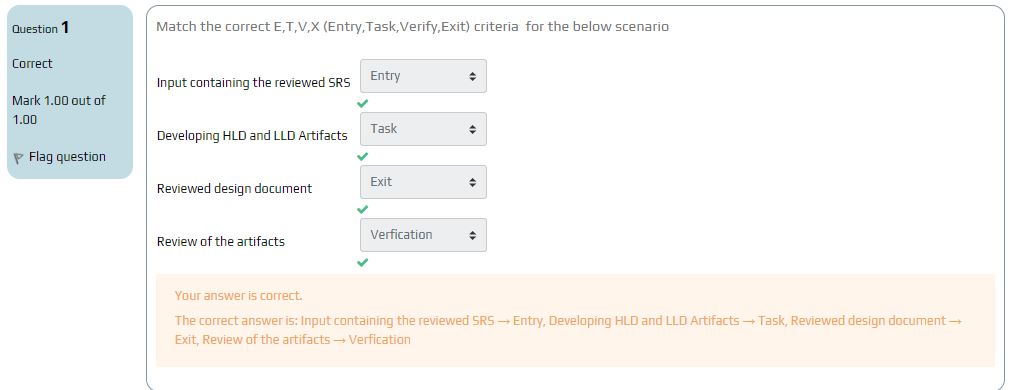 Question 1
Correct
Mark 1.00 out of
1.00
Flag question
Match the correct E,T,V,X (Entry,Task,Verify,Exit) criteria for the below scenario
Input containing the reviewed SRS Entry
Developing HLD and LLD Artifacts Task
Reviewed design document Exit
Review of the artifacts Verfication
Your answer is correct.
The correct answer is: Input containing the reviewed SRS → Entry, Developing HLD and LLD Artifacts → Task, Reviewed design document →
Exit, Review of the artifacts → Verfication